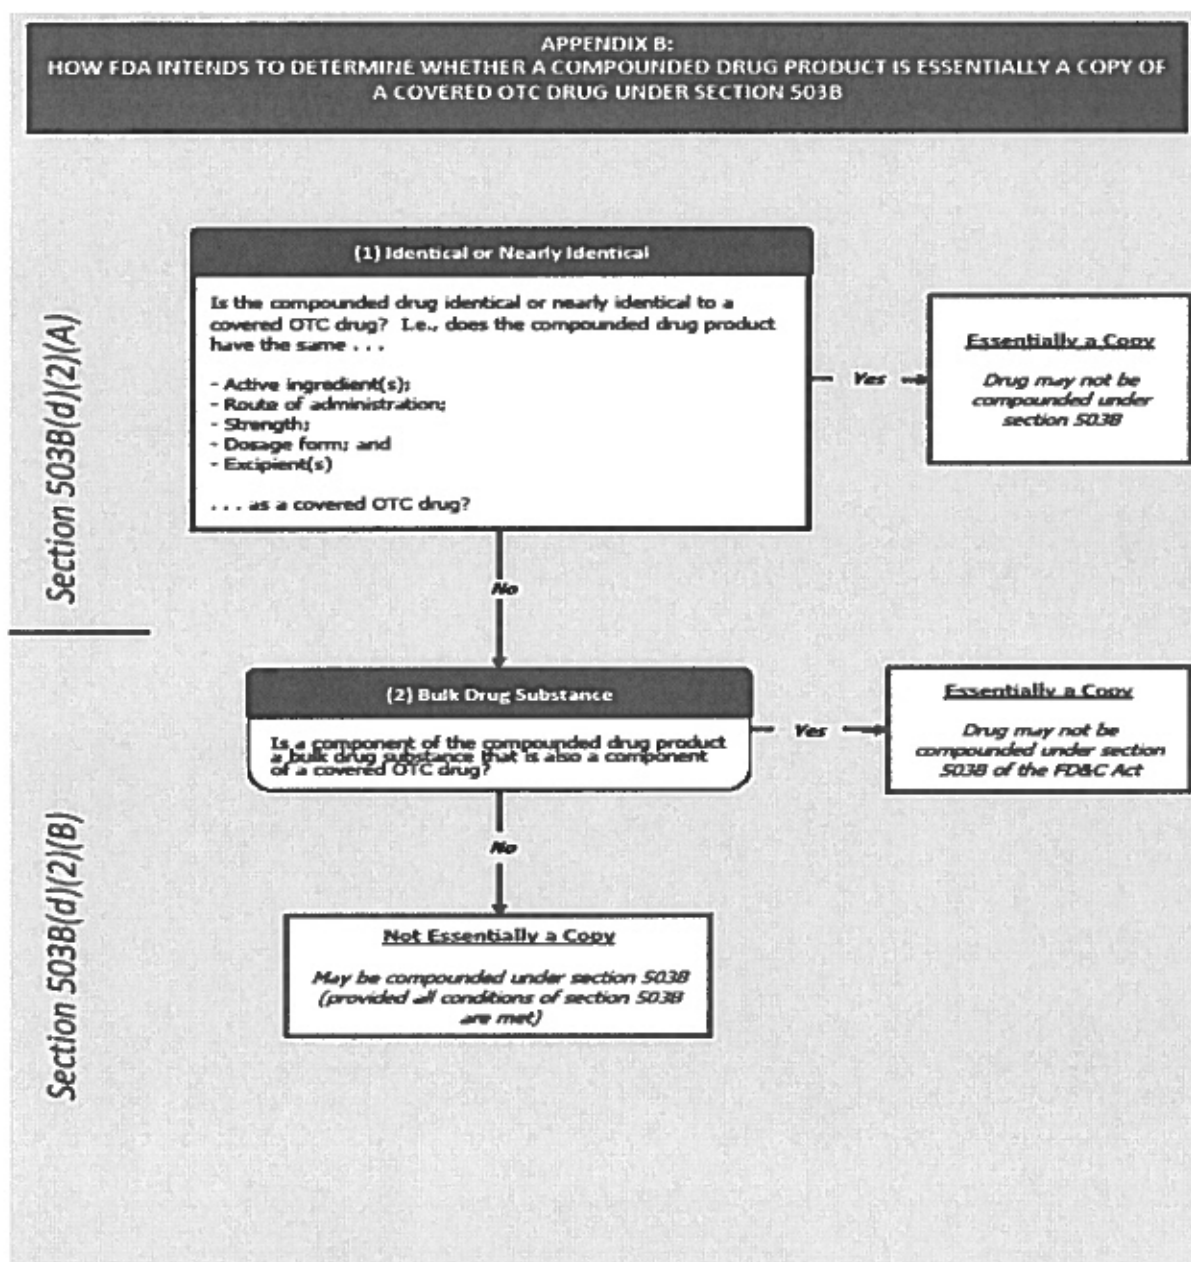 APPENDIX B:
HOW FDA INTENDS TO DETERMINE WHETHER A COMPOUNDED DRUG PRODUCT IS ESSENTIALLY A COPY OF
A COVERED OTC DRUG UNDER SECTION 503B
Section 503B(d)(2)(A)
(1) Identical or Nearly Identical
Is the compounded drug identical or nearly identical to a
covered OTC drug? I.e., does the compounded drug product
have the same . . .
- Active ingredient(s);
- Route of administration;
- Strength;
- Dosage form; and
- Excipient(s)
. . . as a covered OTC drug?
Yes
Essentially a Copy
Drug may not be
compounded under
section 503B
No
Section 503B(d)(2)(B)
(2) Bulk Drug Substance
Is a component of the compounded drug product
a bulk drug substance that is also a component
of a covered OTC drug?
Yes
Essentially a Copy
Drug may not be
compounded under section
503B of the FD&C Act
No
Not Essentially a Copy
May be compounded under section 503B
(provided all conditions of section 503B
are met)